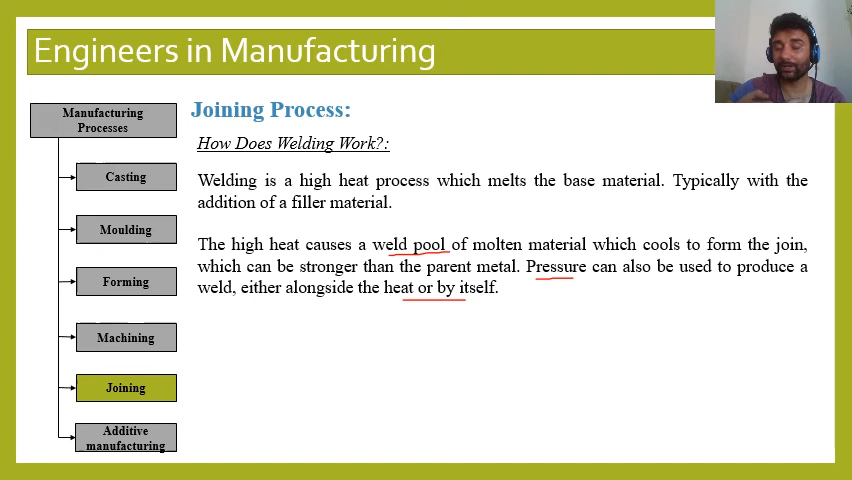 Engineers in Manufacturing
Manufacturing
Processes
Casting
Moulding
Forming
Machining
Joining
Additive
manufacturing
Joining Process:
How Does Welding Work?:
Welding is a high heat process which melts the base material. Typically with the
addition of a filler material.
The high heat causes a weld pool of molten material which cools to form the join,
which can be stronger than the parent metal. Pressure can also be used to produce a
weld, either alongside the heat or by itself.